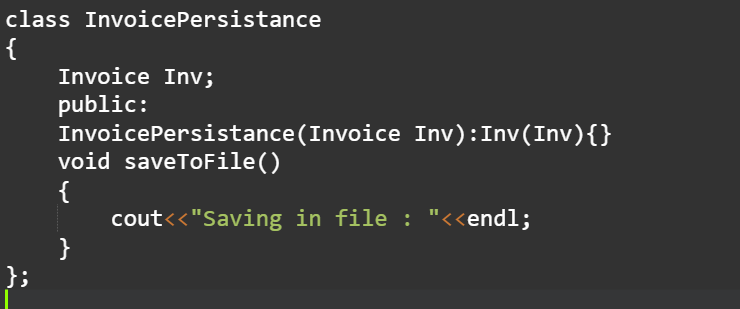 class InvoicePersistance
{
    Invoice Inv;
    public:
    InvoicePersistance(Invoice Inv):Inv(Inv){}
    void saveToFile()
    {
        cout<<"Saving in file : "<<endl;
    }
};